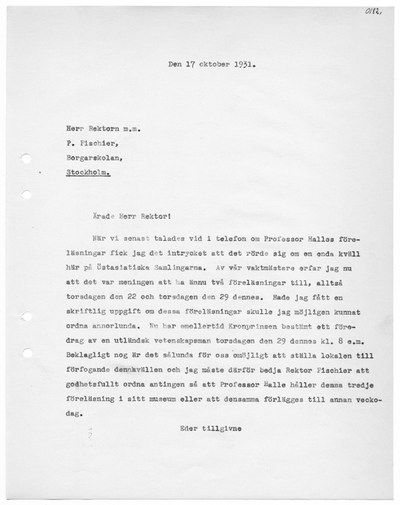 0182.
Den 17 oktober 1931.
Herr Rektorn m.m.
F. Fischier,
Borgarskolan,
Stockholm.
Ärade Herr Rektor!
När vi senast talades vid i telefon om Professor Halles före-
läsningar fick jag det intrycket att det rörde sig om en enda kväll
här på Östasiatiska Samlingarna. Av vår vaktmästare erfar jag nu
att det var meningen att ha ännu två föreläsningar till, alltså
torsdagen den 22 och torsdagen den 29 dennes. Hade jag fått en
skriftlig uppgift om dessa föreläsningar skulle jag möjligen kunnat
ordna annorlunda. Nu har emellertid Kronprinsen bestämt ett före-
drag av en utländsk vetenskapsman torsdagen den 29 dennes kl. 8 e.m.
Beklagligt nog är det sålunda för oss omöjligt att ställa lokalen till
förfogande dennkvällen och jag måste därför bedja Rektor Fischier att
godhetsfullt ordna antingen så att Professor Halle håller denna tredje
föreläsning i sitt museum eller att densamma förlägges till annan vecko-
dag.
Eder tillgivne